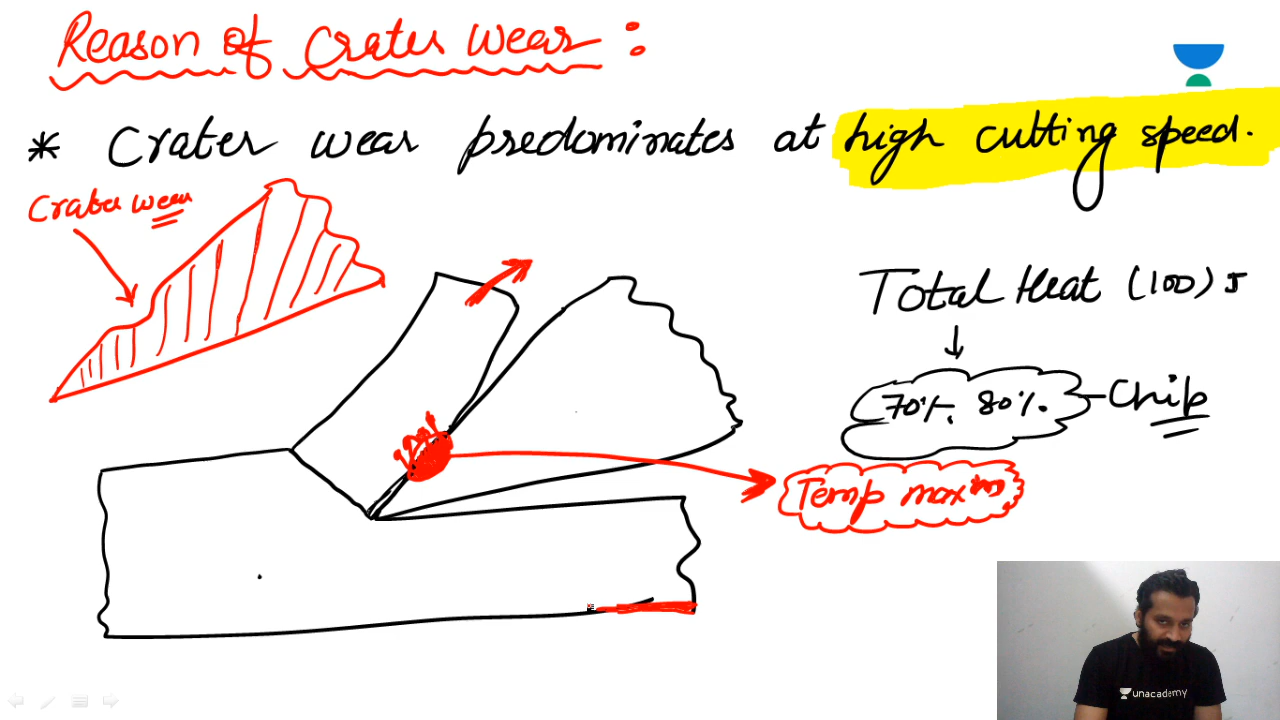 Reason of Crater Wear :
* Crater wear predominates at high cutting speed.
Crater wear
Total Heat (100) J
70%, 80%. - Chip
Temp maxm
unacademy